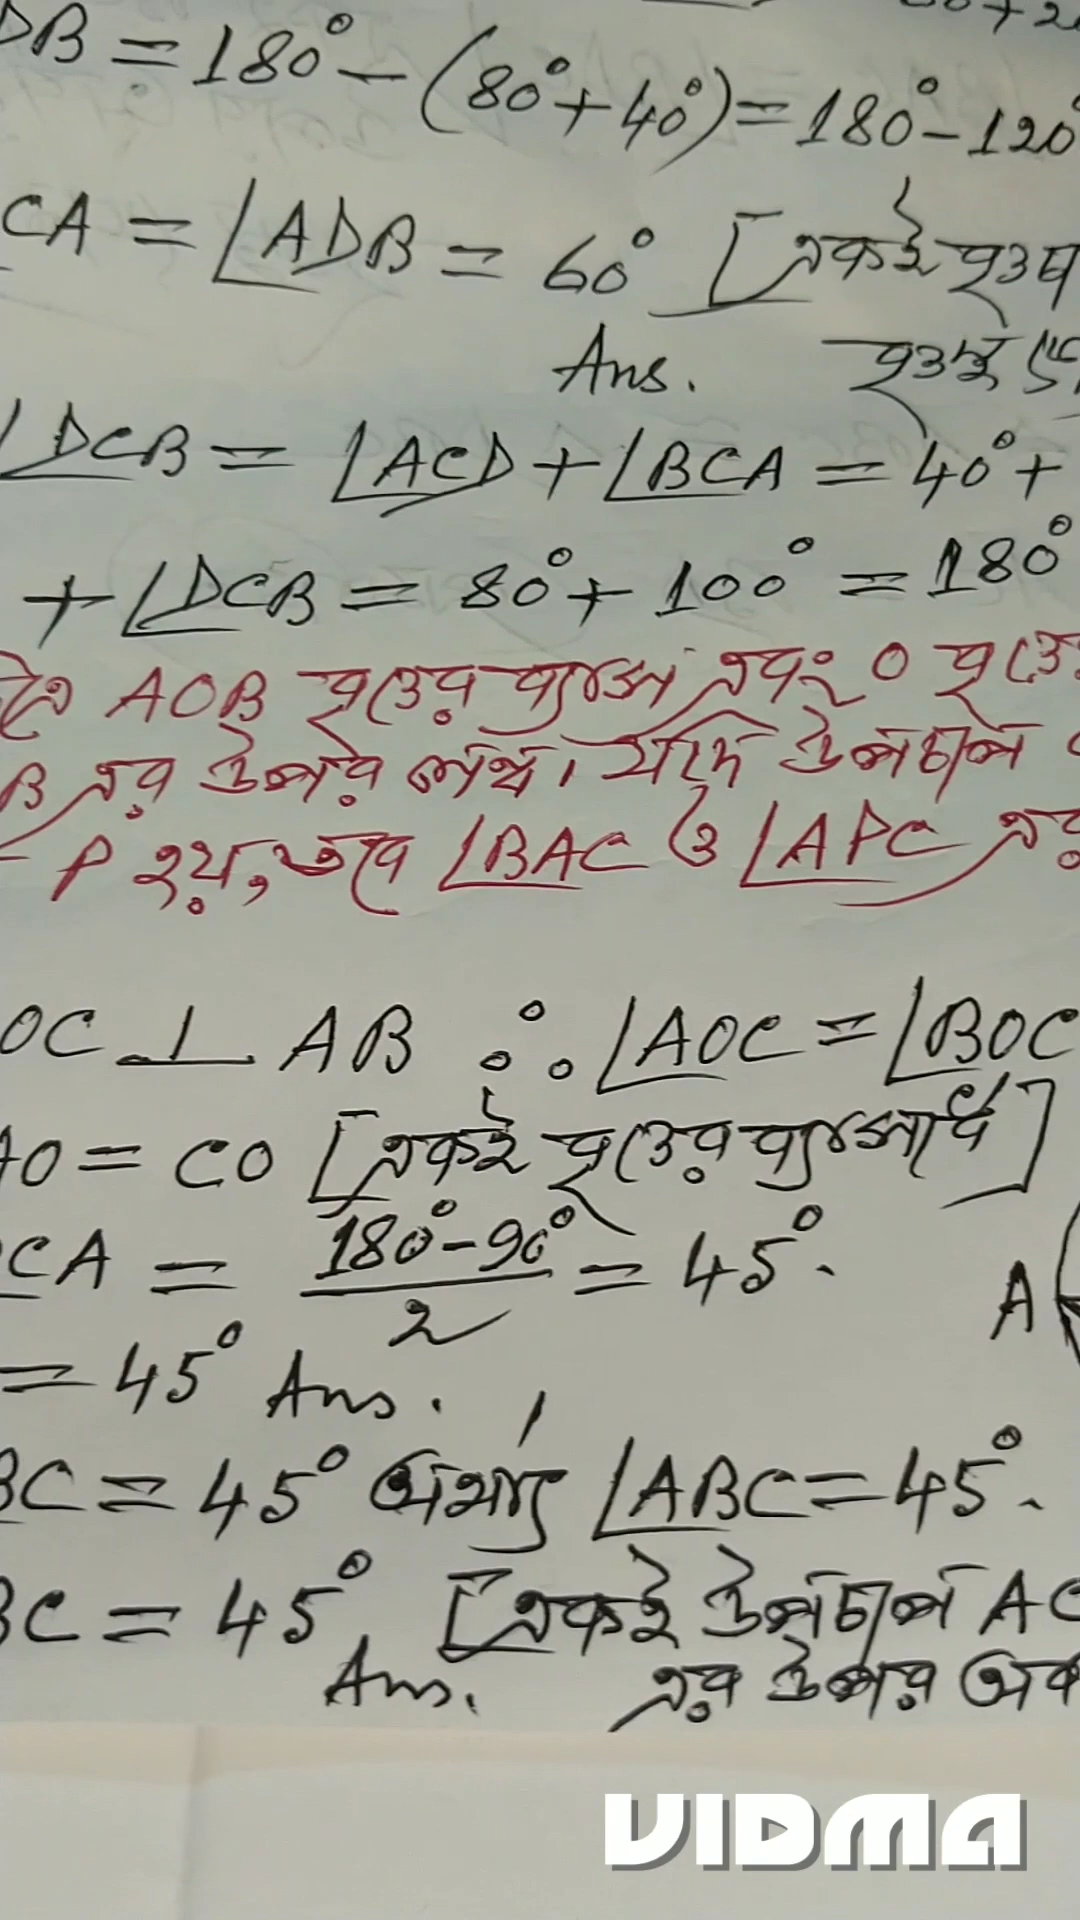 DB = 180° - (80° + 40°) = 180° - 120°
CA = ∠ADB = 60° [একই বৃত্তাং
Ans.
∠DCB = ∠ACD + ∠BCA = 40° +
+ ∠DCB = 80° + 100° = 180°
AOB বৃত্তের ব্যাস এবং O বৃত্তে
B এর উপর লম্ব। যদি উপচাপ
P হয়, তবে ∠BAC ও ∠APC এর
OC ⊥ AB ∴ ∠AOC = ∠BOC
AO = CO [একই বৃত্তের ব্যাসার্ধ]
CA = 180° - 90° / 2 = 45°.
A
= 45° Ans.
BC = 45° অর্থাৎ ∠ABC = 45°.
BC = 45° [একই উপচাপ AC
Ans. এর উপর অব
VIDMA